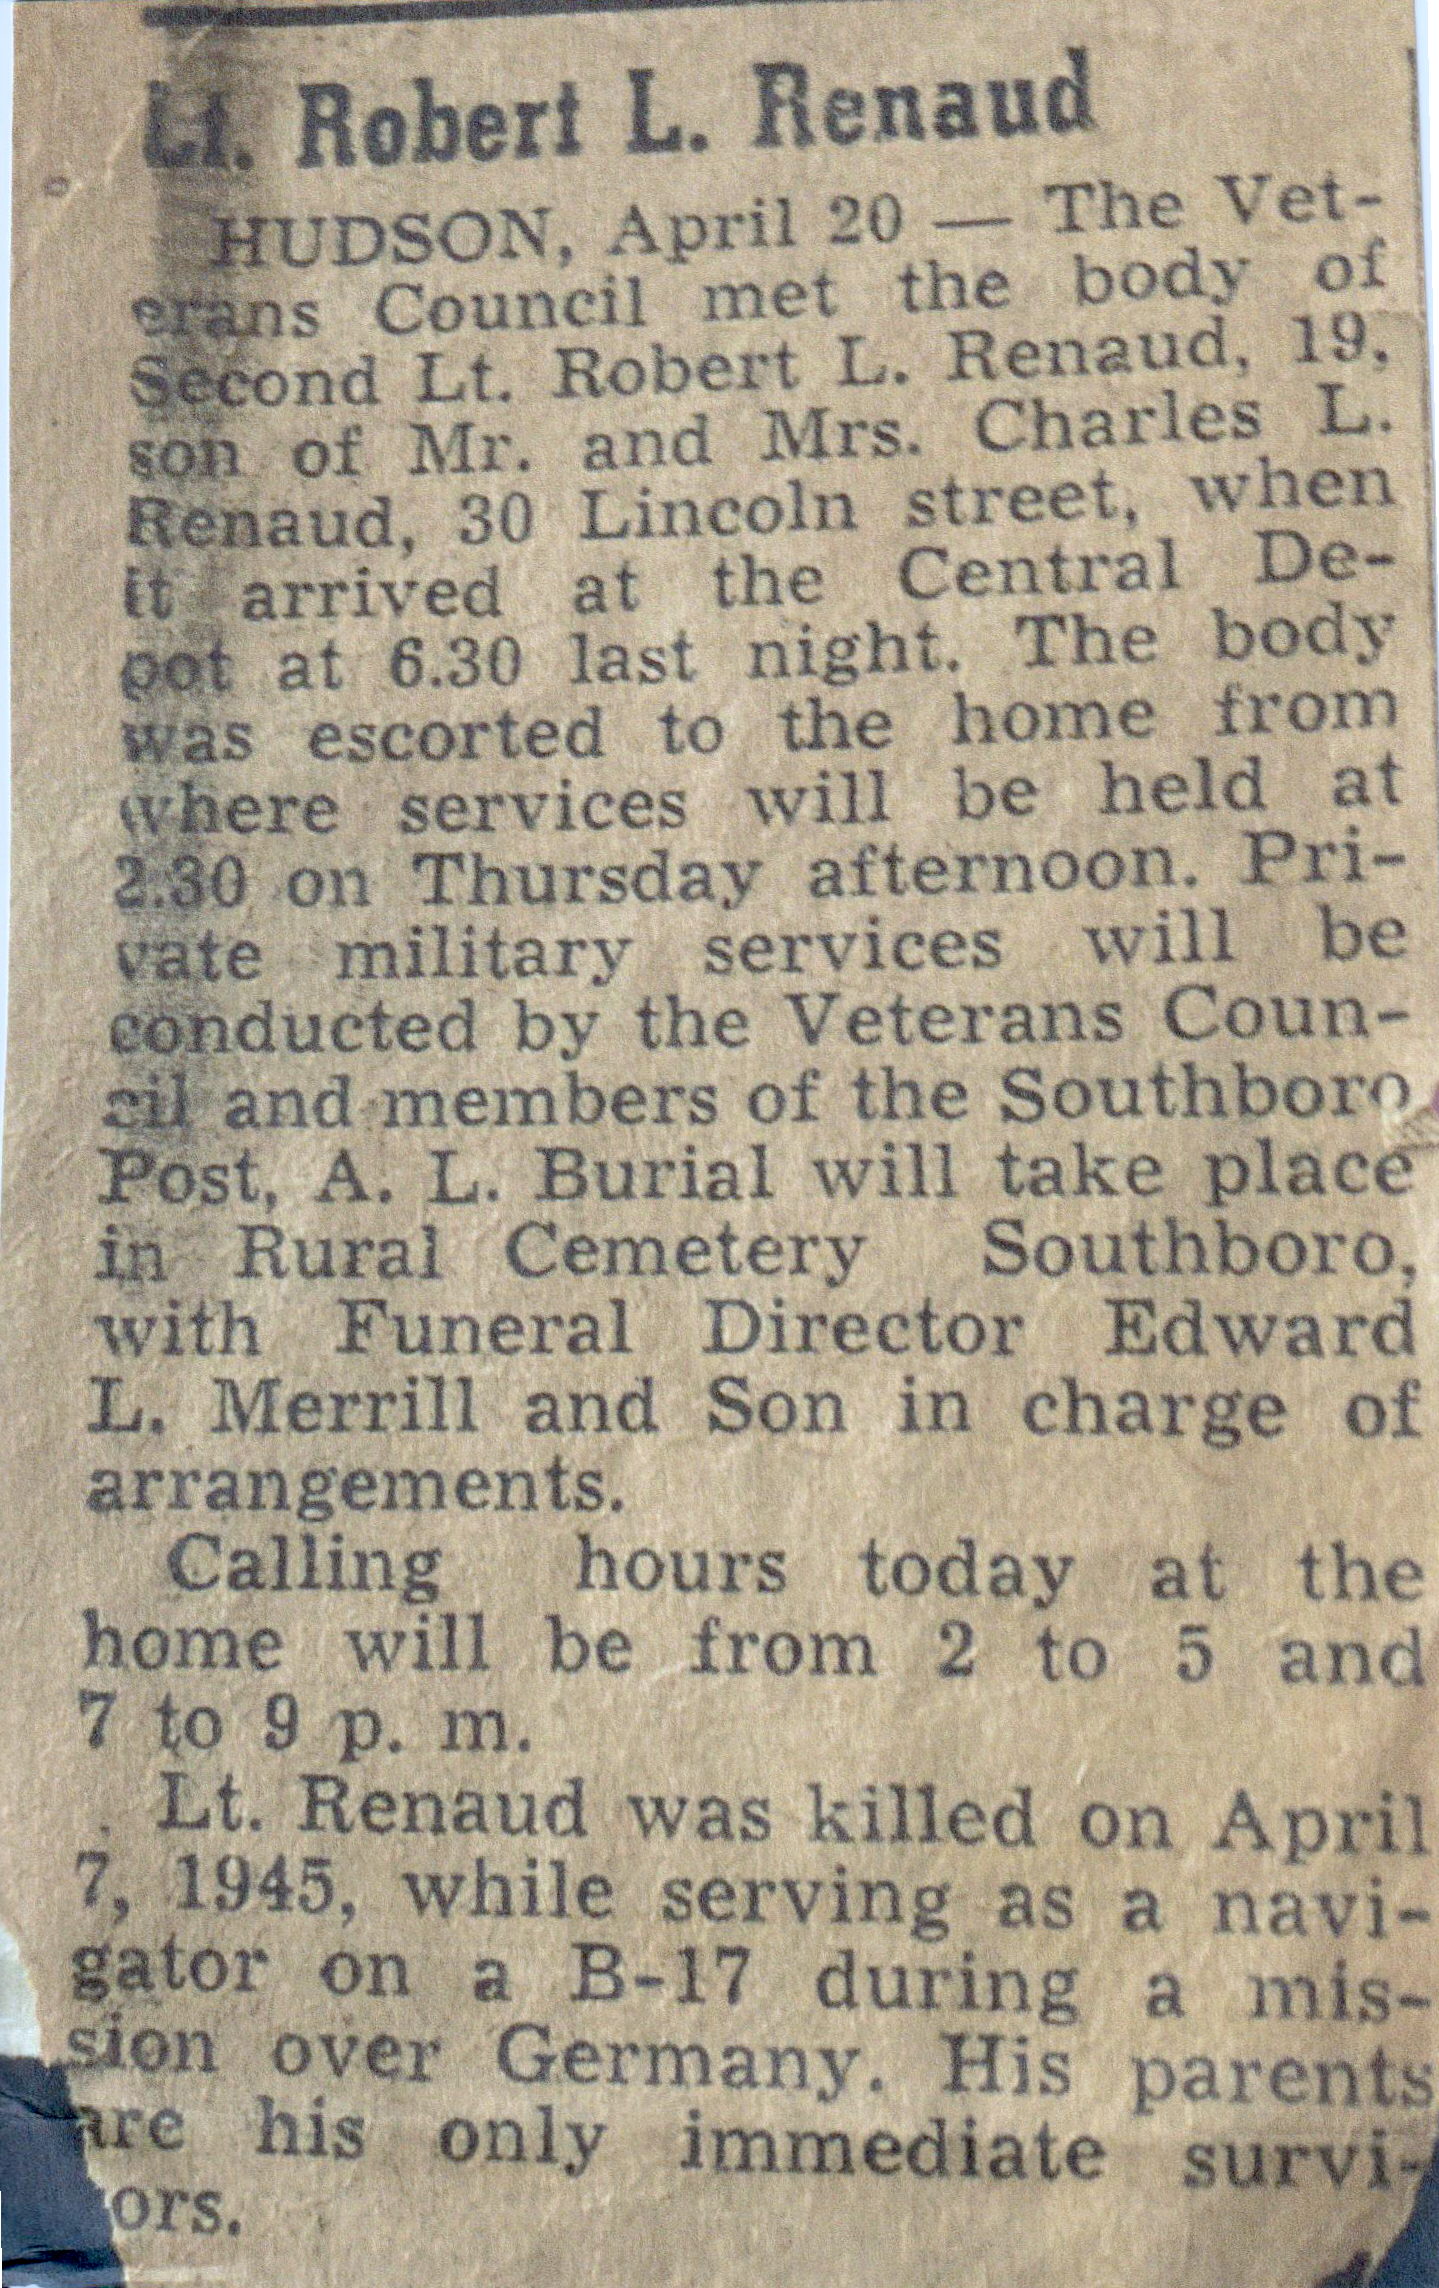 Lt. Robert L. Renaud
HUDSON, April 20 — The Vet-
erans Council met the body of
Second Lt. Robert L. Renaud, 19,
son of Mr. and Mrs. Charles L.
Renaud, 30 Lincoln street, when
it arrived at the Central De-
pot at 6.30 last night. The body
was escorted to the home from
where services will be held at
2.30 on Thursday afternoon. Pri-
vate military services will be
conducted by the Veterans Coun-
cil and members of the Southboro
Post, A. L. Burial will take place
in Rural Cemetery Southboro,
with Funeral Director Edward
L. Merrill and Son in charge of
arrangements.
Calling hours today at the
home will be from 2 to 5 and
7 to 9 p. m.
Lt. Renaud was killed on April
7, 1945, while serving as a navi-
gator on a B-17 during a mis-
sion over Germany. His parents
are his only immediate survi-
ors.